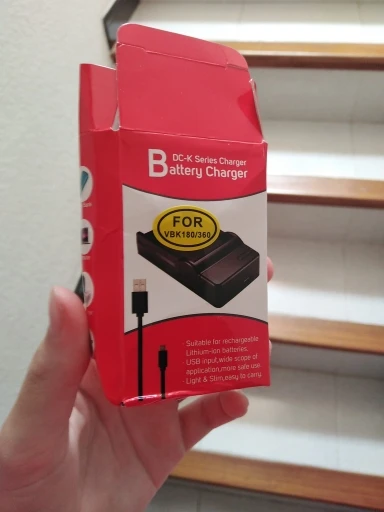 DC-K Series Charger
Battery Charger
FOR
VBK180/360
Suitable for rechargeable
Lithium-ion batteries.
USB input,wide scope of
application,more safe use
Light & Slim,easy to carry